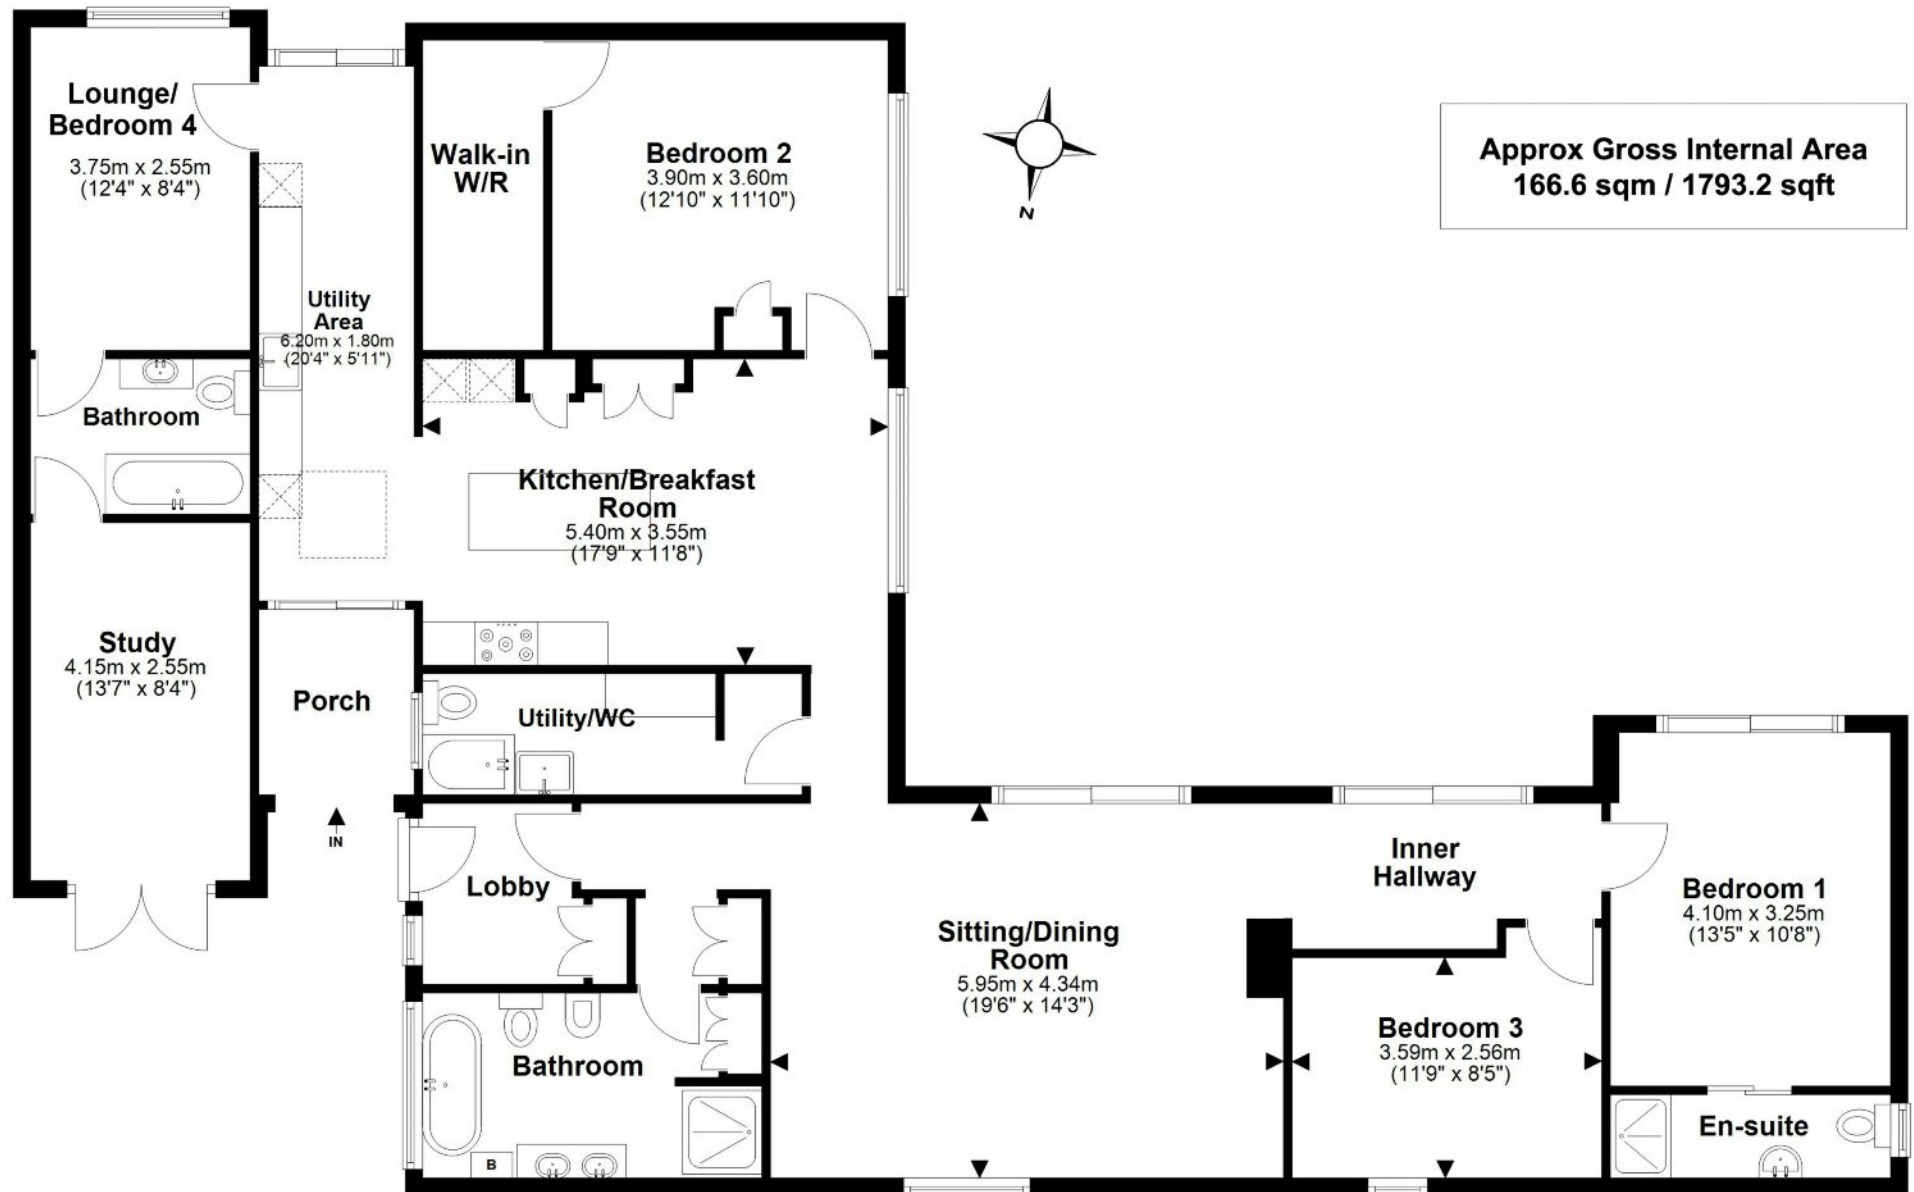 Lounge/
Bedroom 4
3.75m x 2.55m
(12'4" x 8'4")
Walk-in
W/R
Bedroom 2
3.90m x 3.60m
(12'10" x 11'10")
N
Approx Gross Internal Area
166.6 sqm / 1793.2 sqft
Utility
Area
6.20m x 1.80m
(20'4" x 5'11")
Bathroom
Kitchen/Breakfast
Room
5.40m x 3.55m
(17'9" x 11'8")
Study
4.15m x 2.55m
(13'7" x 8'4")
Porch
IN
Utility/WC
Lobby
Sitting/Dining
Room
5.95m x 4.34m
(19'6" x 14'3")
Inner
Hallway
Bedroom 1
4.10m x 3.25m
(13'5" x 10'8")
Bedroom 3
3.59m x 2.56m
(11'9" x 8'5")
Bathroom
B
En-suite